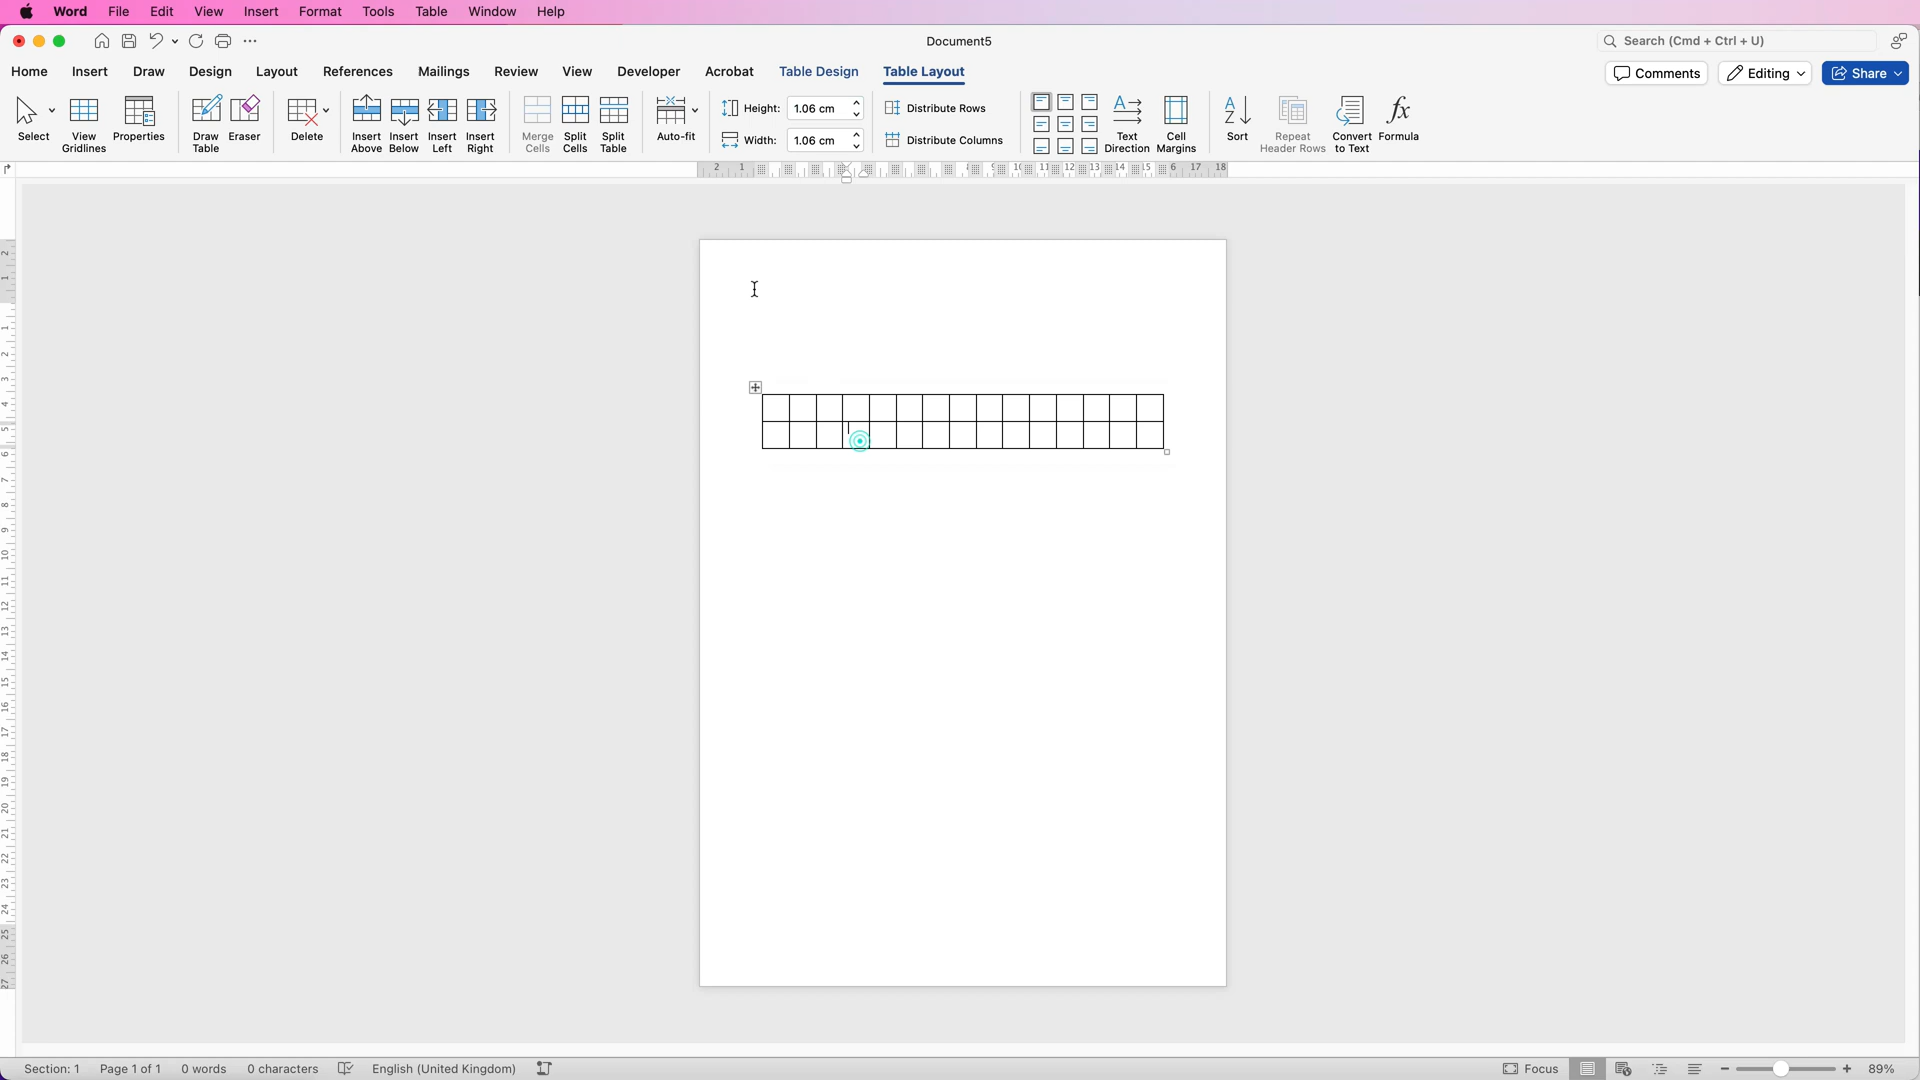 Word File Edit View Insert Format Tools Table Window Help
Document5
Search (Cmd + Ctrl + U)
Home Insert Draw Design Layout References Mailings Review View Developer Acrobat Table Design Table Layout
Comments Editing Share
Select
View Gridlines
Properties
Draw Table
Eraser
Delete
Insert Above
Insert Below
Insert Left
Insert Right
Merge Cells
Split Cells
Split Table
Auto-fit
Height: 1.06 cm
Width: 1.06 cm
Distribute Rows
Distribute Columns
Text Direction
Cell Margins
Sort
Repeat Header Rows
Convert to Text
Formula
Section: 1 Page 1 of 1 0 words 0 characters English (United Kingdom) Focus 89%